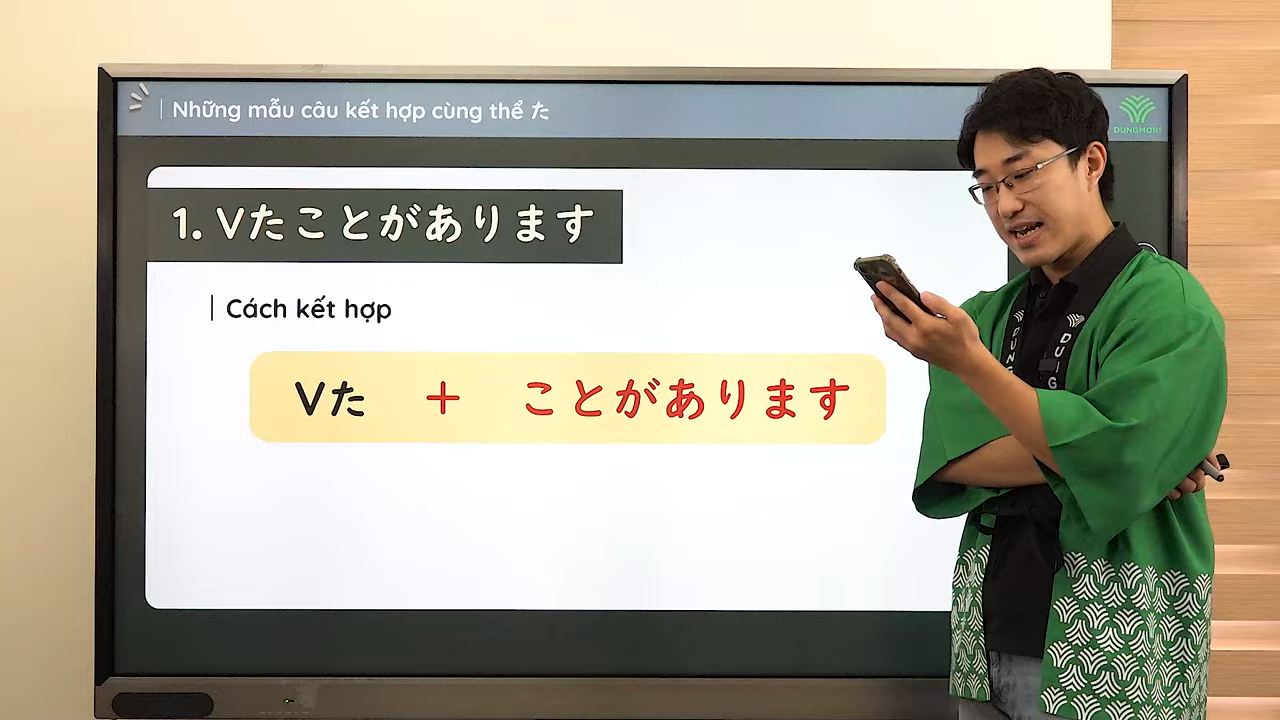 Những mẫu câu kết hợp cùng thể た
DUNGMORI
1. Vたことがあります
Cách kết hợp
Vた + ことがあります